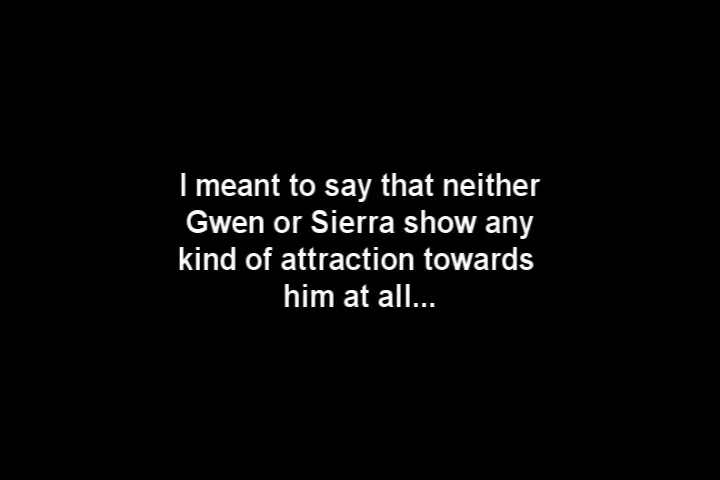 I meant to say that neither
Gwen or Sierra show any
kind of attraction towards
him at all...